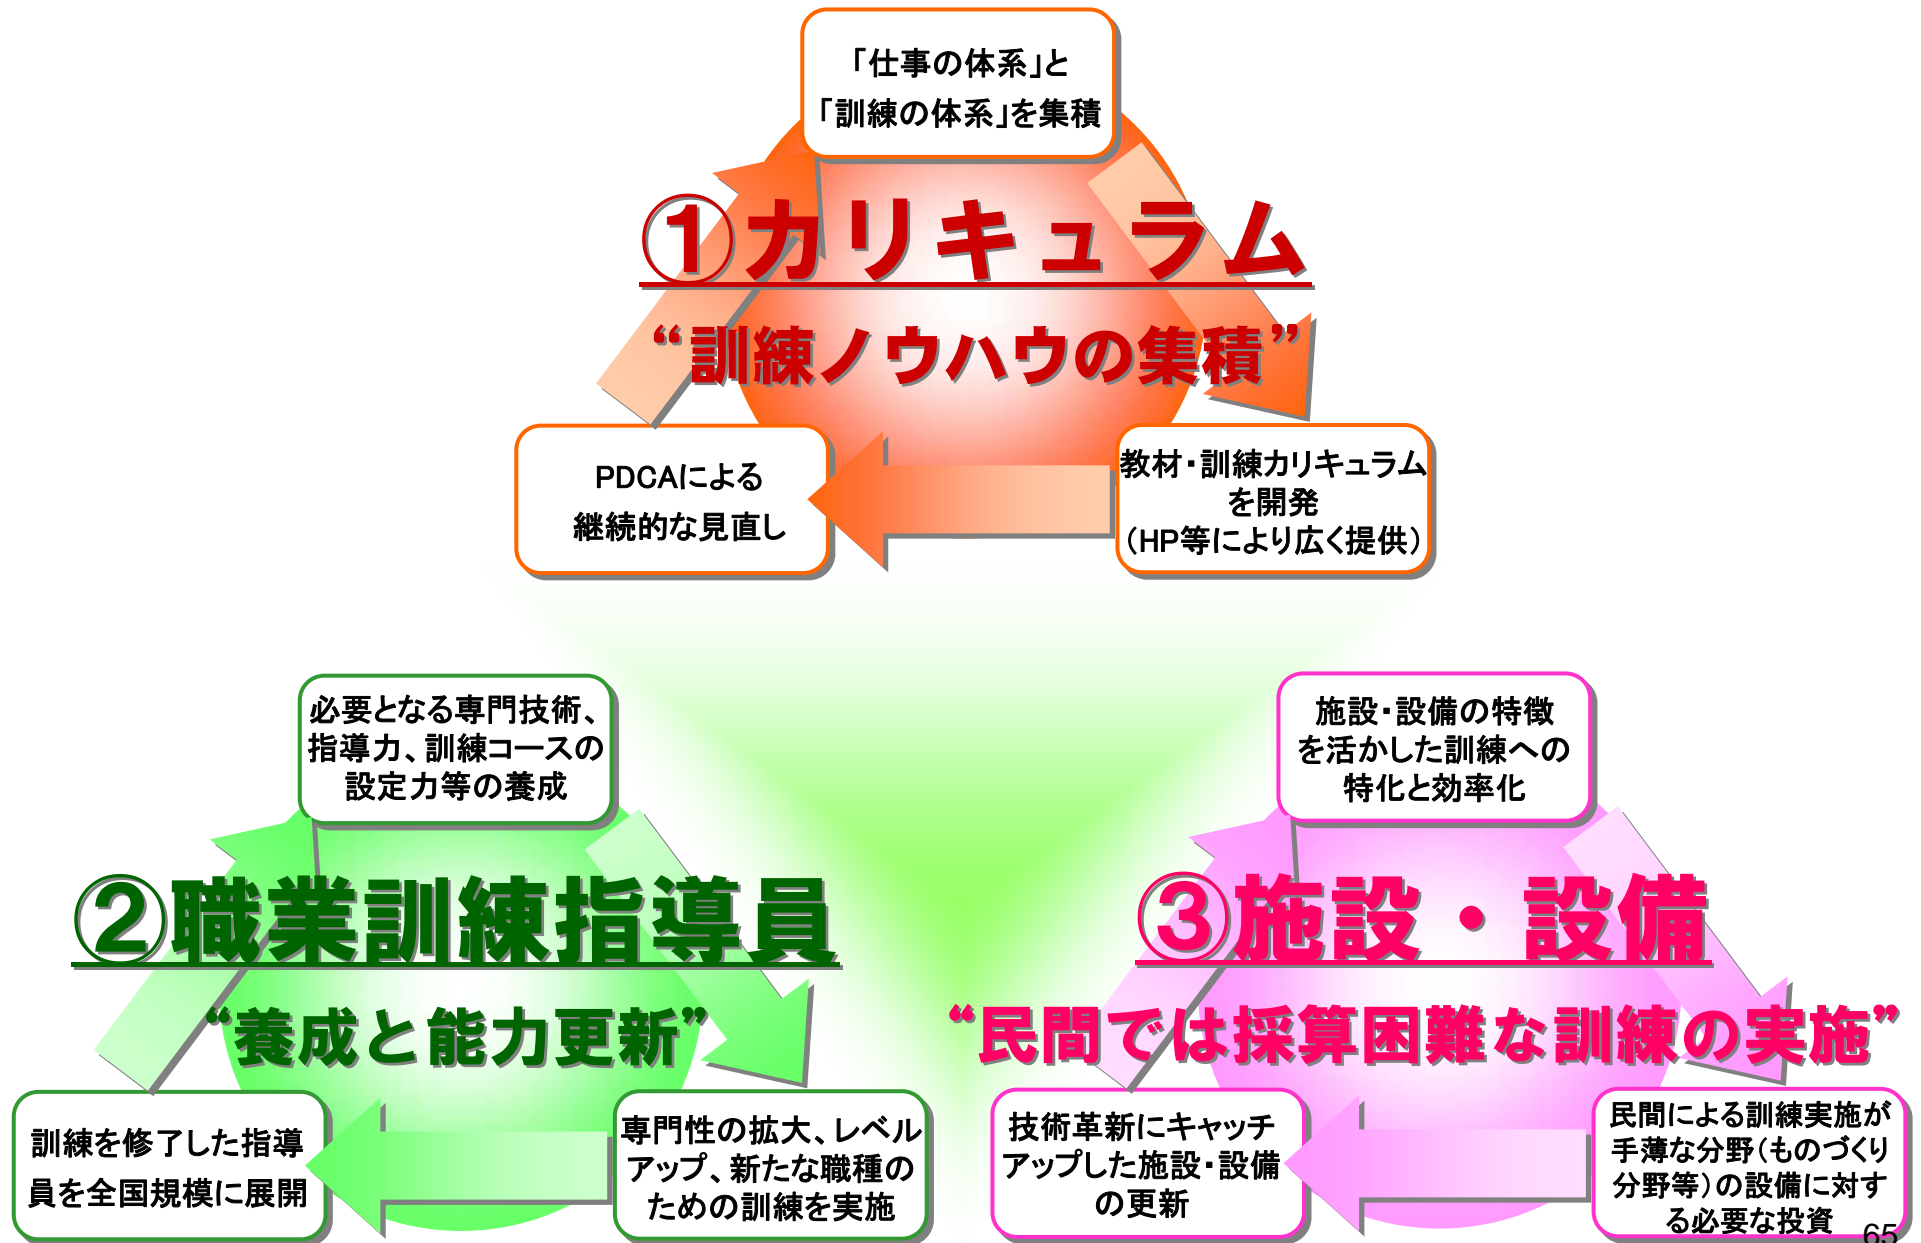 「仕事の体系」と
「訓練の体系」を集積
①カリキュラム
“訓練ノウハウの集積”
PDCAによる
継続的な見直し
教材・訓練カリキュラム
を開発
（HP等により広く提供）
必要となる専門技術、
指導力、訓練コースの
設定力等の養成
②職業訓練指導員
“養成と能力更新”
訓練を修了した指導
員を全国規模に展開
専門性の拡大、レベル
アップ、新たな職種の
ための訓練を実施
施設・設備の特徴
を活かした訓練への
特化と効率化
③施設・設備
“民間では採算困難な訓練の実施”
技術革新にキャッチ
アップした施設・設備
の更新
民間による訓練実施が
手薄な分野（ものづくり
分野等）の設備に対す
る必要な投資
65